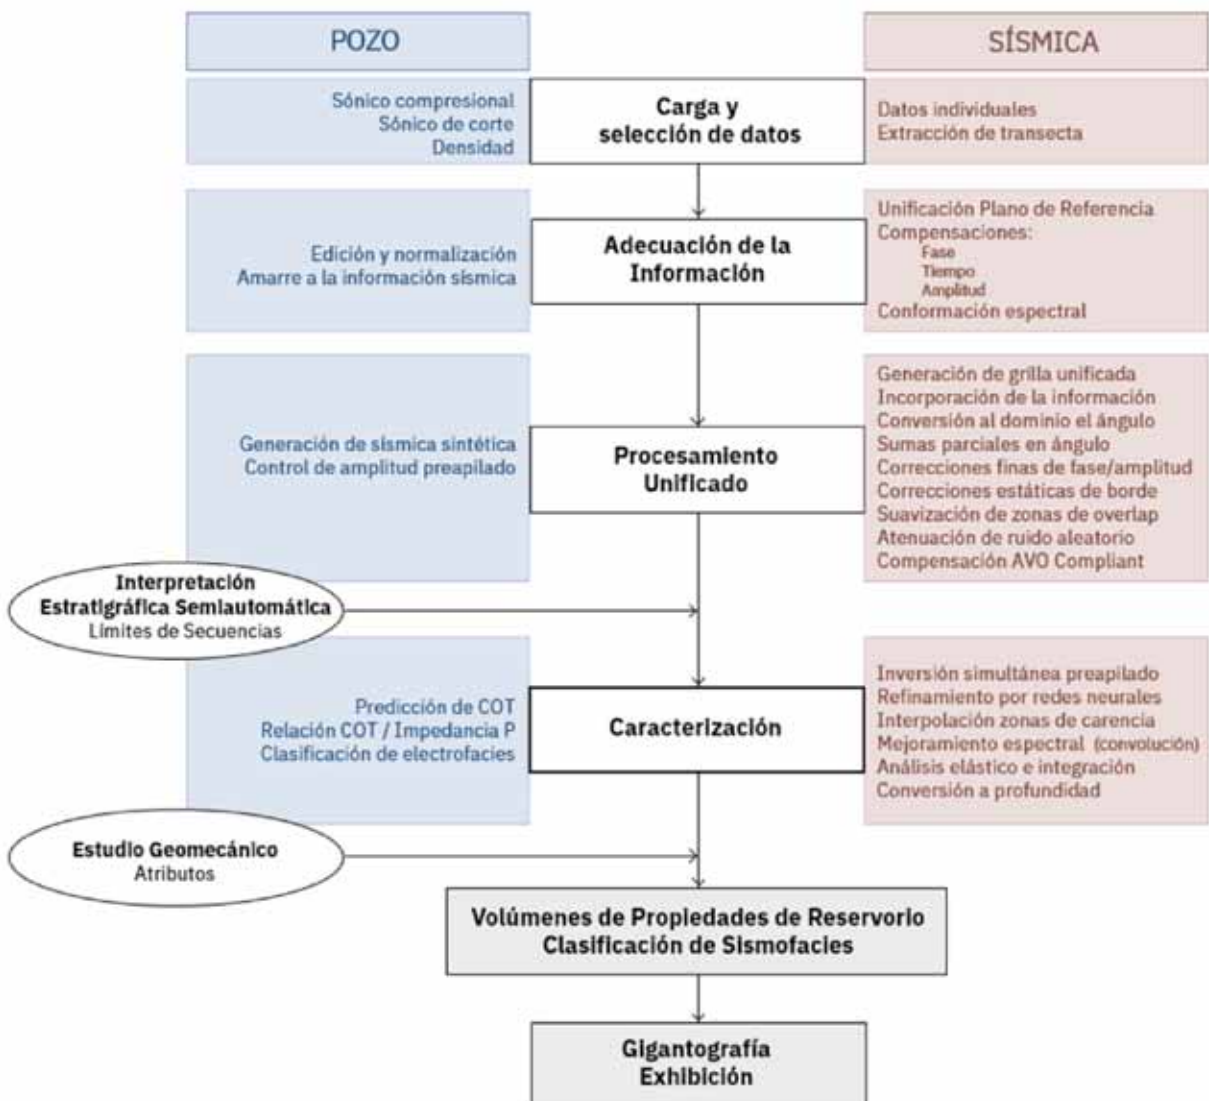 POZO
SÍSMICA
Sónico compresional
Sónico de corte
Densidad
Carga y
selección de datos
Datos individuales
Extracción de transecta
Edición y normalización
Amarre a la información sísmica
Adecuación de la
Información
Unificación Plano de Referencia
Compensaciones:
Fase
Tiempo
Amplitud
Conformación espectral
Generación de sísmica sintética
Control de amplitud preapilado
Procesamiento
Unificado
Generación de grilla unificada
Incorporación de la información
Conversión al dominio el ángulo
Sumas parciales en ángulo
Correcciones finas de fase/amplitud
Correcciones estáticas de borde
Suavización de zonas de overlap
Atenuación de ruido aleatorio
Compensación AVO Compliant
Interpretación
Estratigráfica Semiautomática
Límites de Secuencias
Predicción de COT
Relación COT / Impedancia P
Clasificación de electrofacies
Caracterización
Inversión simultánea preapilado
Refinamiento por redes neurales
Interpolación zonas de carencia
Mejoramiento espectral (convolución)
Análisis elástico e integración
Conversión a profundidad
Estudio Geomecánico
Atributos
Volúmenes de Propiedades de Reservorio
Clasificación de Sismofacies
Gigantografía
Exhibición